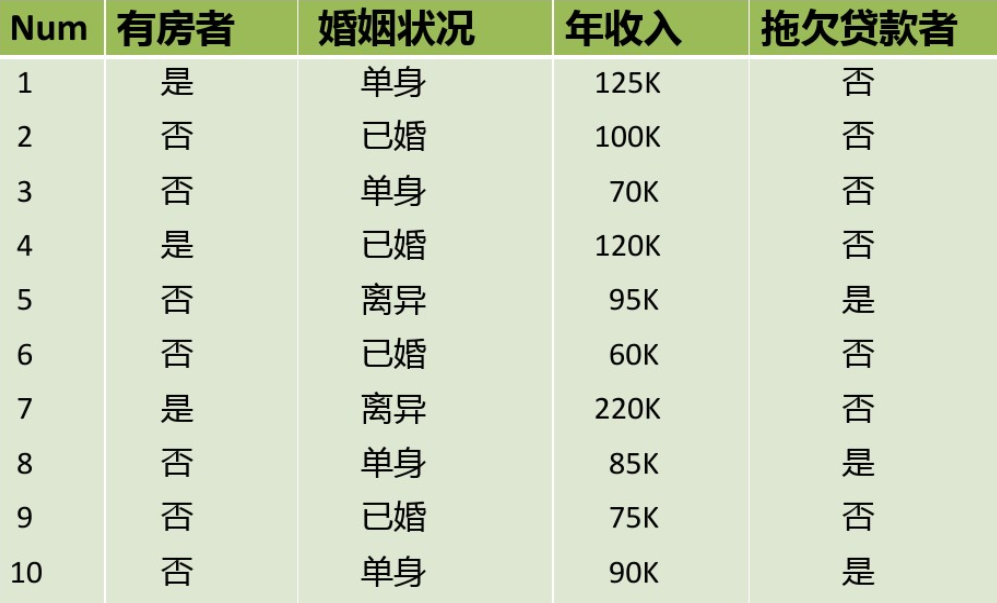 Num 有房者 婚姻状况 年收入 拖欠贷款者
1 是 单身 125K 否
2 否 已婚 100K 否
3 否 单身 70K 否
4 是 已婚 120K 否
5 否 离异 95K 是
6 否 已婚 60K 否
7 是 离异 220K 否
8 否 单身 85K 是
9 否 已婚 75K 否
10 否 单身 90K 是